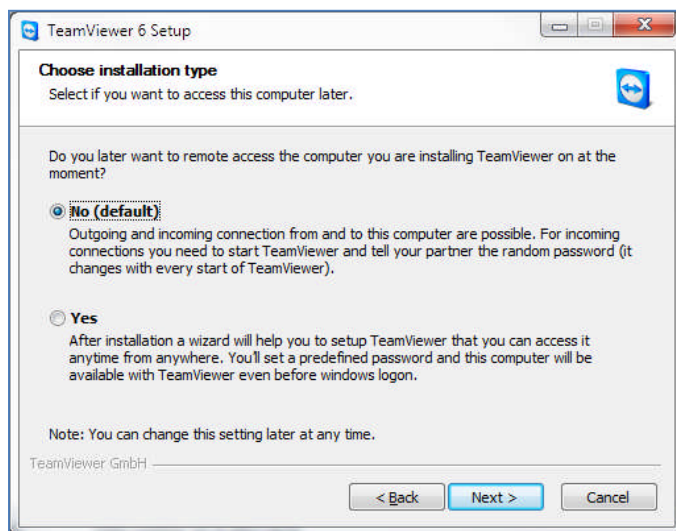 TeamViewer 6 Setup
Choose installation type
Select if you want to access this computer later.
Do you later want to remote access the computer you are installing TeamViewer on at the
moment?
No (default)
Outgoing and incoming connection from and to this computer are possible. For incoming
connections you need to start TeamViewer and tell your partner the random password (it
changes with every start of TeamViewer).
Yes
After installation a wizard will help you to setup TeamViewer that you can access it
anytime from anywhere. You'll set a predefined password and this computer will be
available with TeamViewer even before windows logon.
Note: You can change this setting later at any time.
TeamViewer GmbH
< Back Next > Cancel